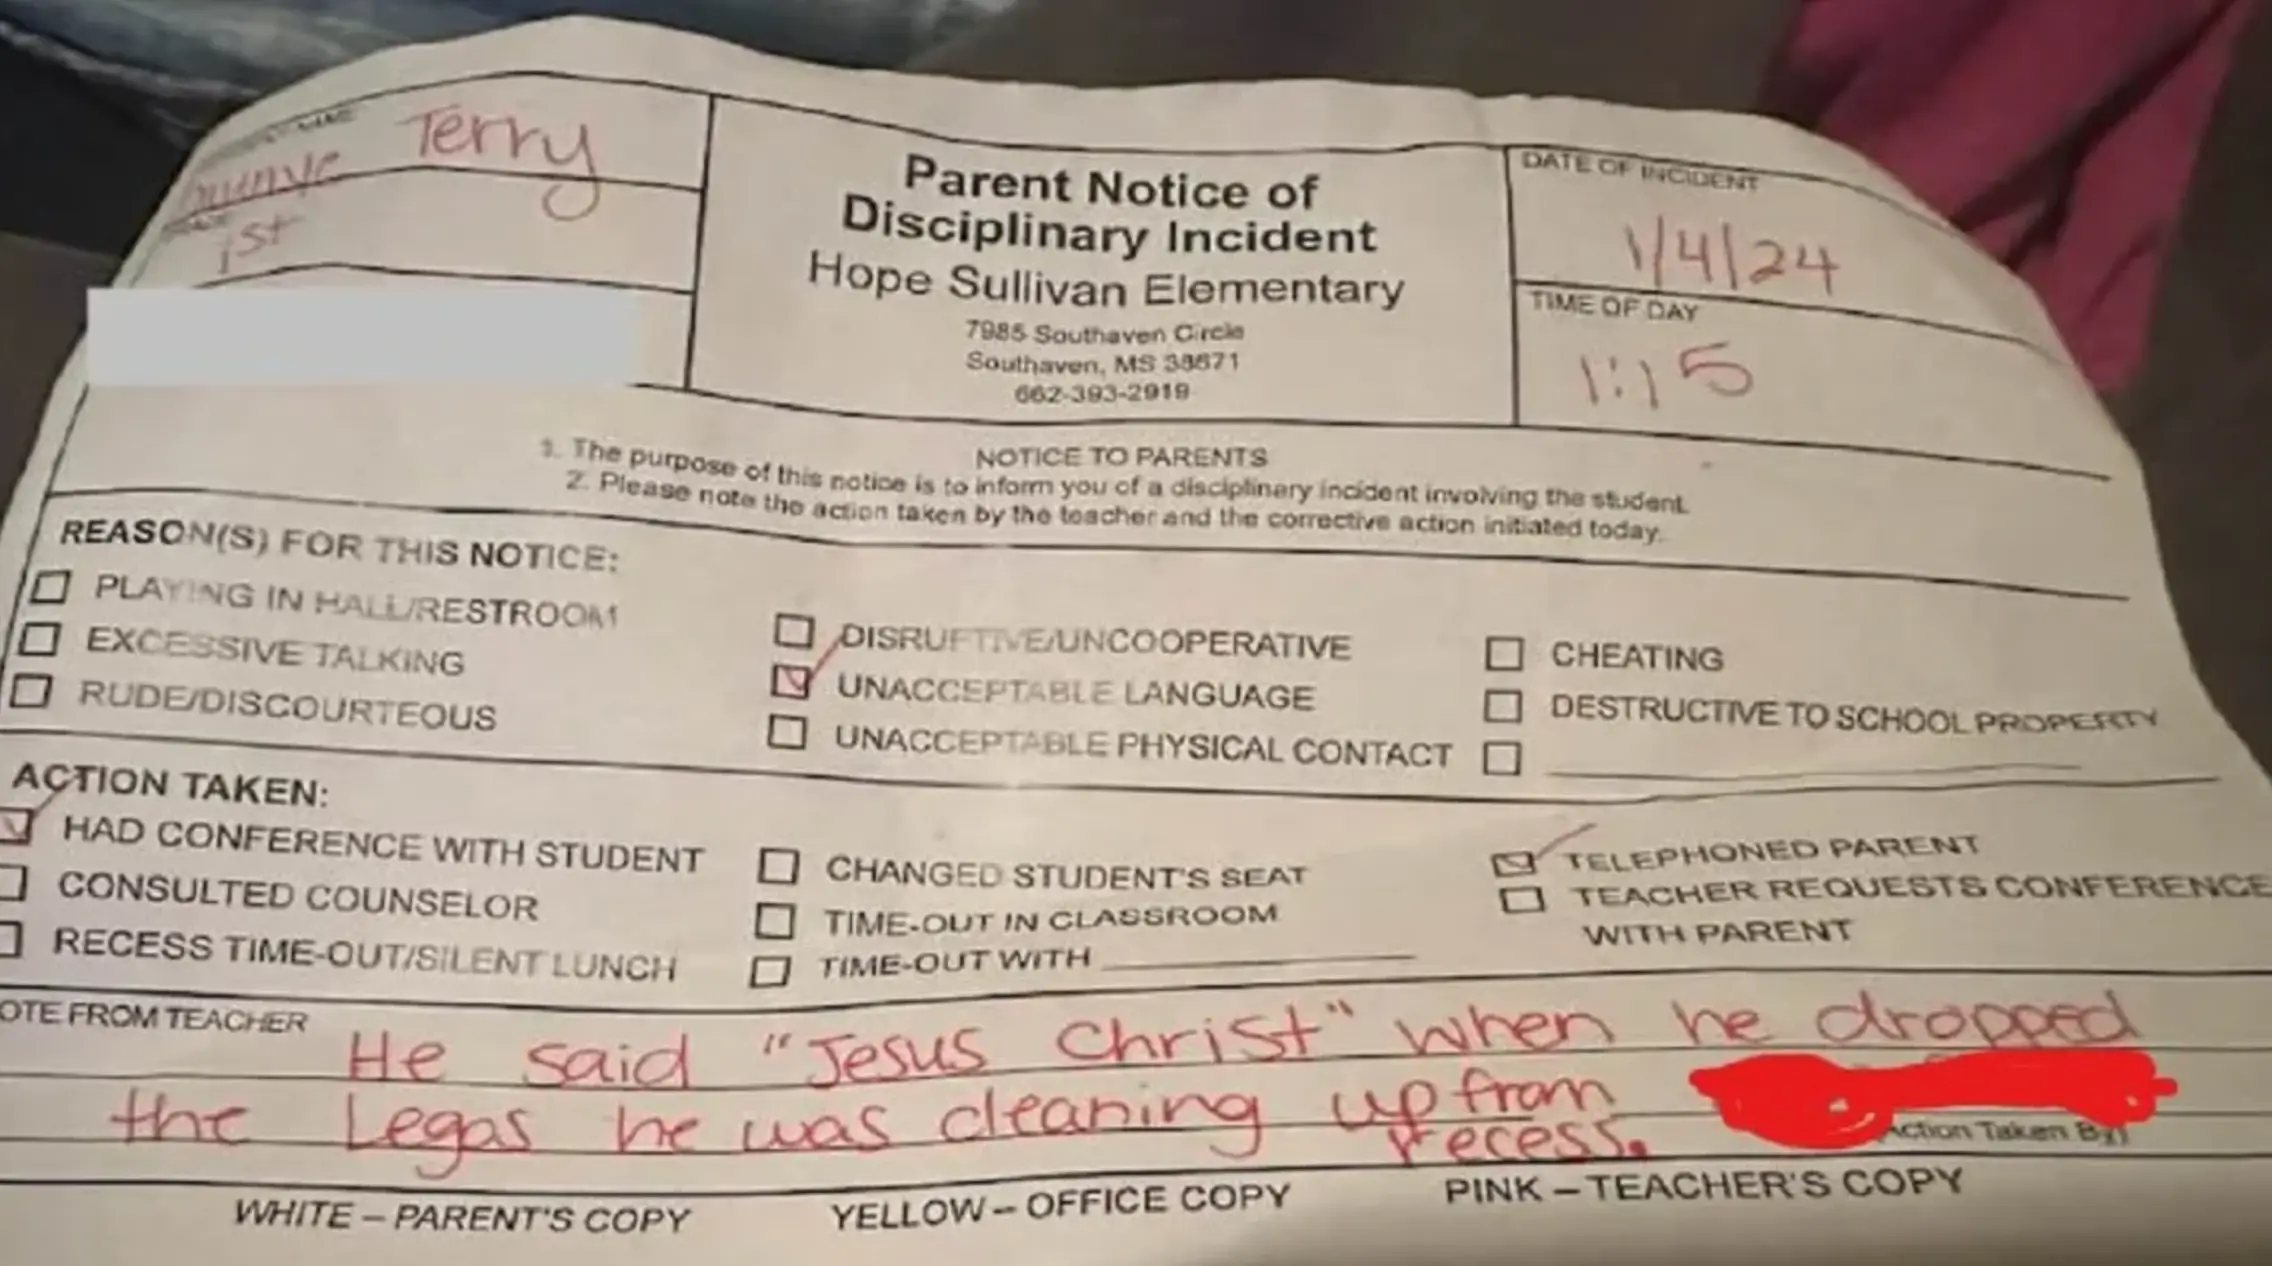 Terry
1st
Parent Notice of
Disciplinary Incident
Hope Sullivan Elementary
7985 Southaven Circle
Southaven, MS 38671
662-393-2919
DATE OF INCIDENT
1/4/24
TIME OF DAY
1:15
NOTICE TO PARENTS
1. The purpose of this notice is to inform you of a disciplinary incident involving the student.
2. Please note the action taken by the teacher and the corrective action initiated today.
REASON(S) FOR THIS NOTICE:
PLAYING IN HALL/RESTROOM
EXCESSIVE TALKING
RUDE/DISCOURTEOUS
DISRUPTIVE/UNCOOPERATIVE
UNACCEPTABLE LANGUAGE
UNACCEPTABLE PHYSICAL CONTACT
CHEATING
DESTRUCTIVE TO SCHOOL PROPERTY
ACTION TAKEN:
HAD CONFERENCE WITH STUDENT
CONSULTED COUNSELOR
RECESS TIME-OUT/SILENT LUNCH
CHANGED STUDENT'S SEAT
TIME-OUT IN CLASSROOM
TIME-OUT WITH
TELEPHONED PARENT
TEACHER REQUESTS CONFERENCE
WITH PARENT
OTE FROM TEACHER
He said "Jesus Christ" when he dropped
the Legas he was cleaning up from
recess.
(Action Taken By)
WHITE – PARENT'S COPY
YELLOW – OFFICE COPY
PINK – TEACHER'S COPY